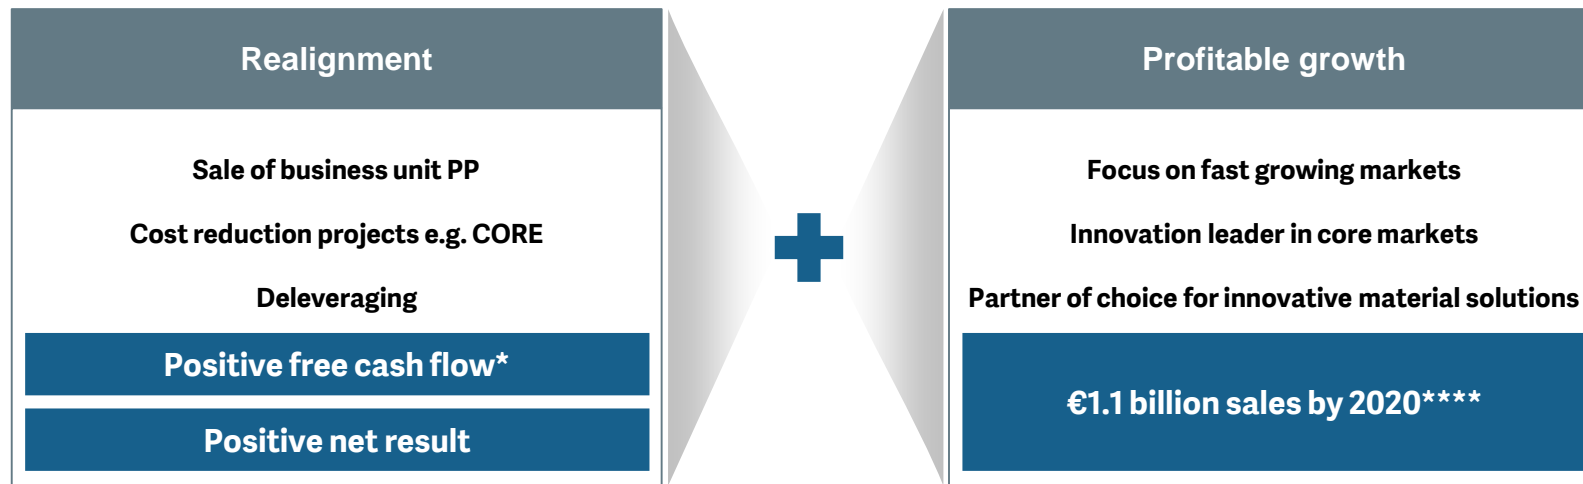 Realignment
Sale of business unit PP
Cost reduction projects e.g. CORE
Deleveraging
Positive free cash flow*
Positive net result
Profitable growth
Focus on fast growing markets
Innovation leader in core markets
Partner of choice for innovative material solutions
€1.1 billion sales by 2020****